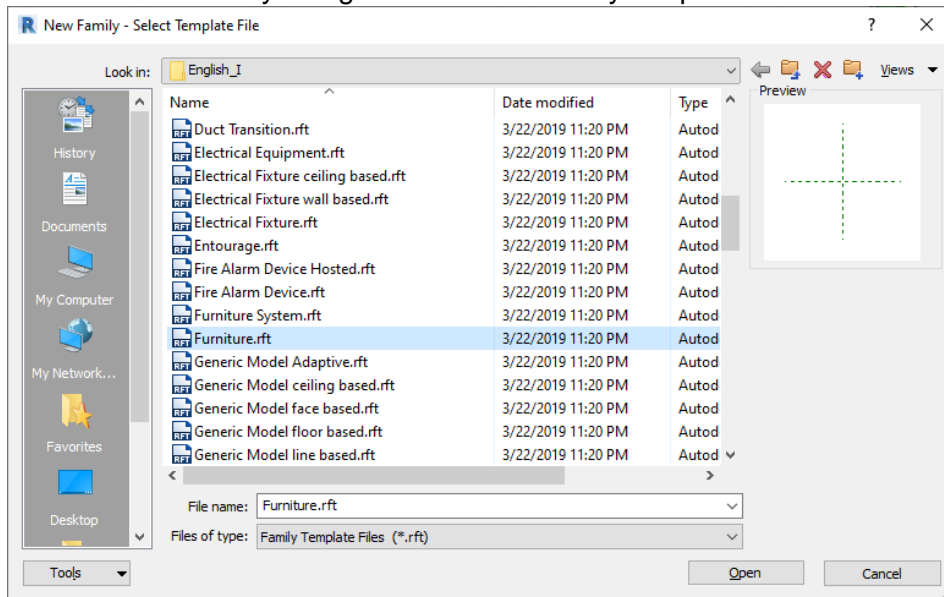 New Family - Select Template File
Look in: English_I Views
Preview
Name Date modified Type
Duct Transition.rft 3/22/2019 11:20 PM Autod
Electrical Equipment.rft 3/22/2019 11:20 PM Autod
Electrical Fixture ceiling based.rft 3/22/2019 11:20 PM Autod
Electrical Fixture wall based.rft 3/22/2019 11:20 PM Autod
Electrical Fixture.rft 3/22/2019 11:20 PM Autod
Entourage.rft 3/22/2019 11:20 PM Autod
Fire Alarm Device Hosted.rft 3/22/2019 11:20 PM Autod
Fire Alarm Device.rft 3/22/2019 11:20 PM Autod
Furniture System.rft 3/22/2019 11:20 PM Autod
Furniture.rft 3/22/2019 11:20 PM Autod
Generic Model Adaptive.rft 3/22/2019 11:20 PM Autod
Generic Model ceiling based.rft 3/22/2019 11:20 PM Autod
Generic Model face based.rft 3/22/2019 11:20 PM Autod
Generic Model floor based.rft 3/22/2019 11:20 PM Autod
Generic Model line based.rft 3/22/2019 11:20 PM Autod
History
Documents
My Computer
My Network...
Favorites
Desktop
File name: Furniture.rft
Files of type: Family Template Files (*.rft)
Tools Open Cancel